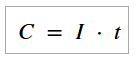 C = I · t